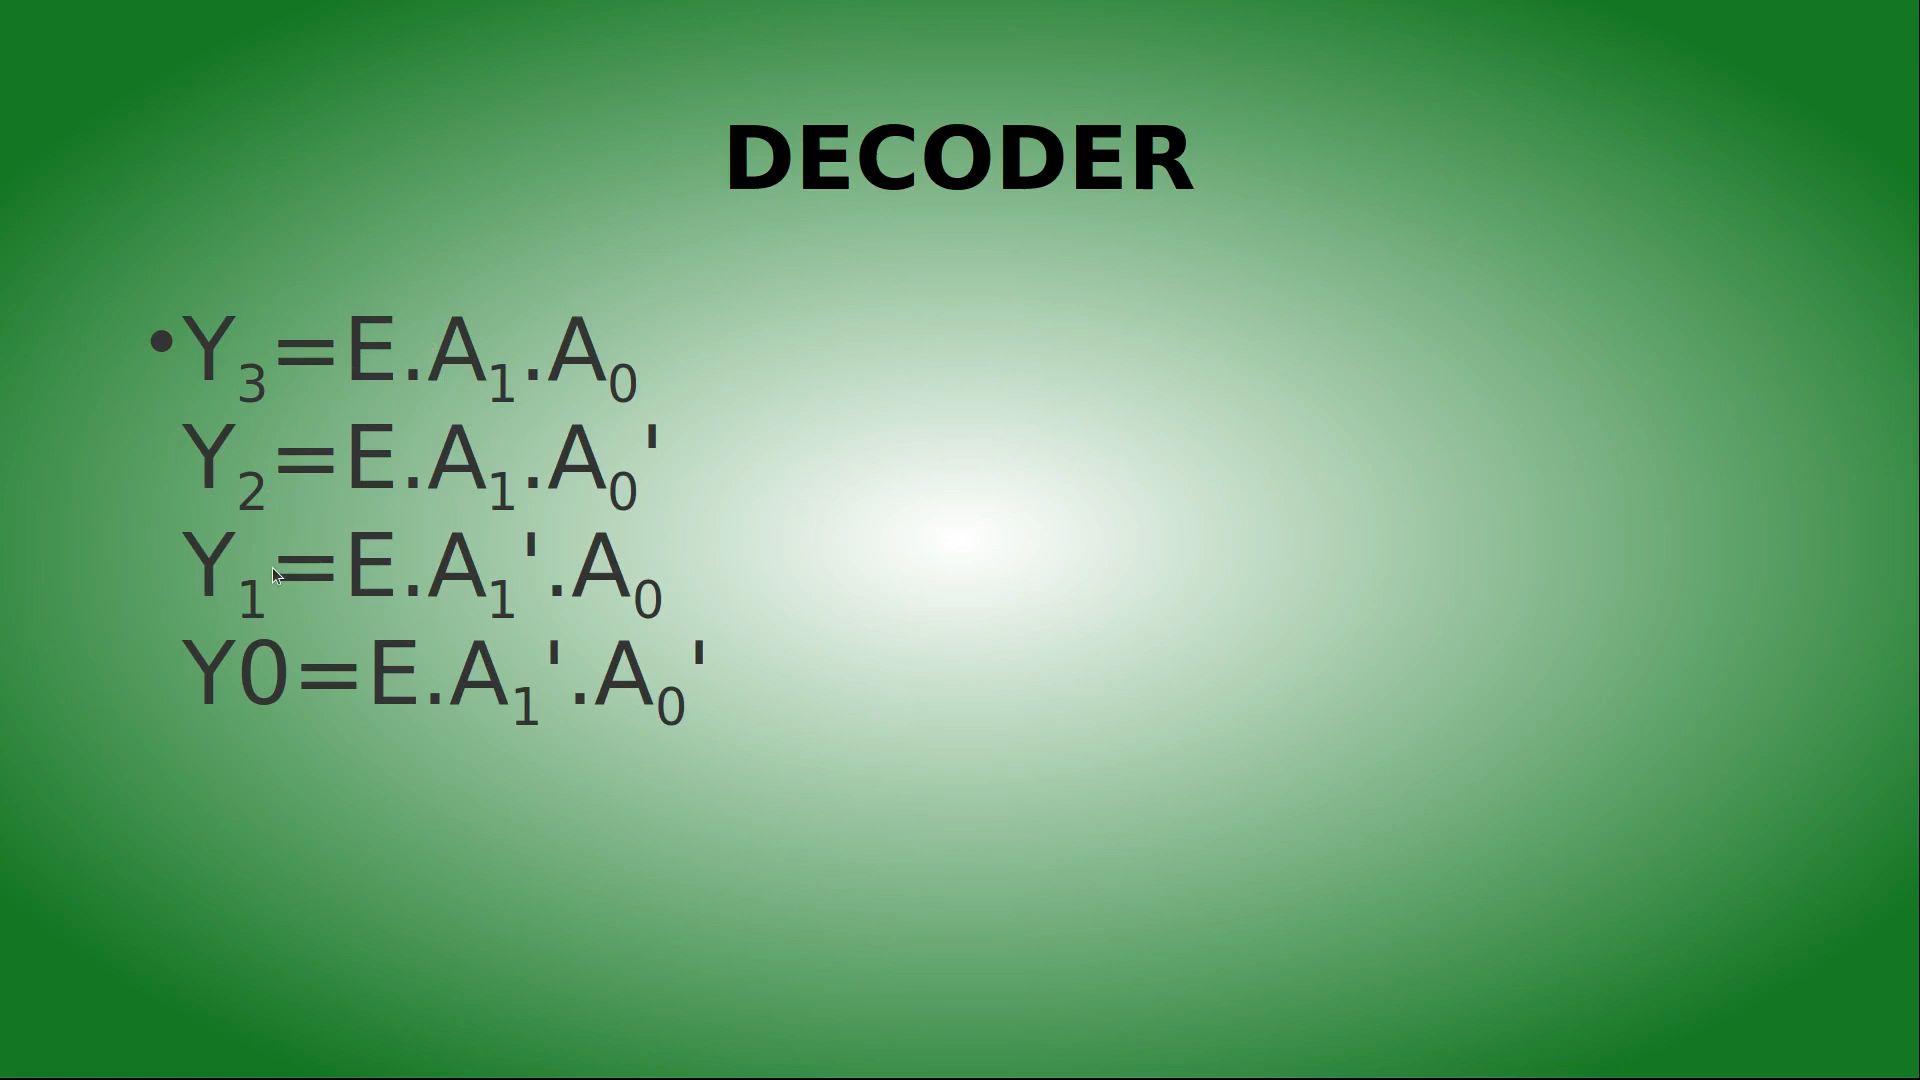 DECODER
•Y₃=E.A₁.A₀
Y₂=E.A₁.A₀'
Y₁=E.A₁'.A₀
Y0=E.A₁'.A₀'